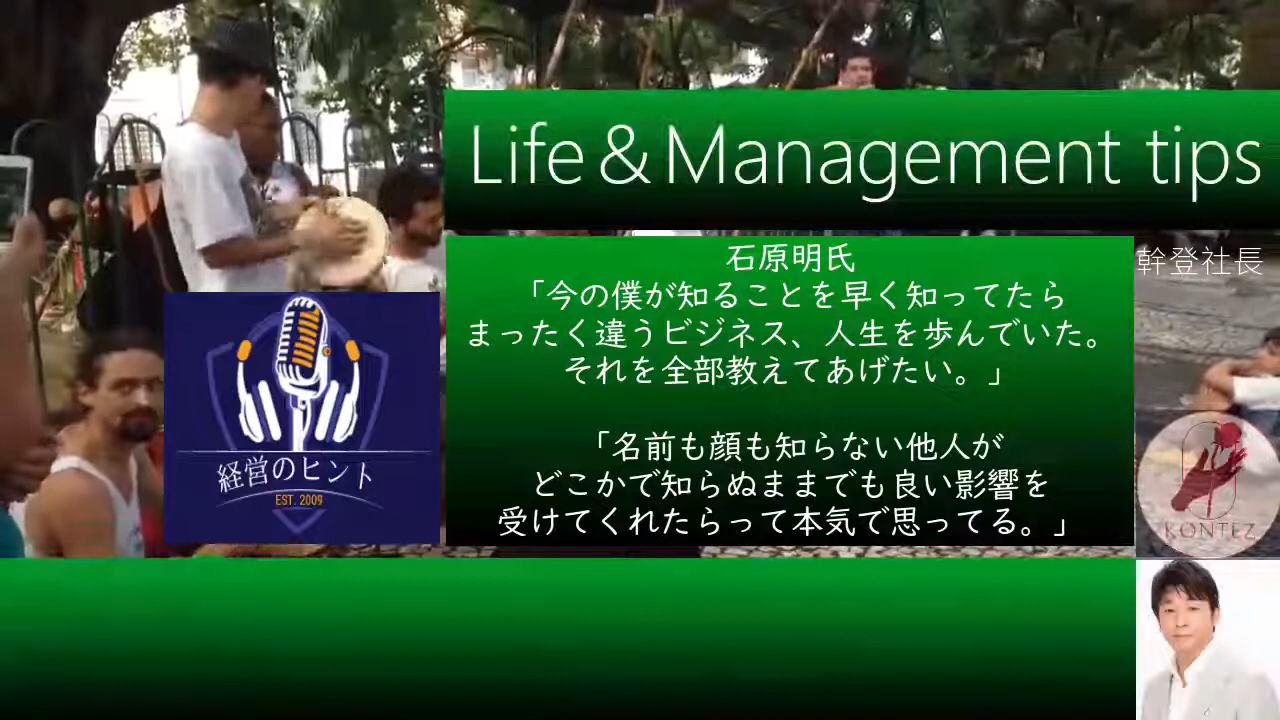 Life＆Management tips
石原明氏
「今の僕が知ることを早く知ってたら
まったく違うビジネス、人生を歩んでいた。
それを全部教えてあげたい。」
「名前も顔も知らない他人が
どこかで知らぬままでも良い影響を
受けてくれたらって本気で思ってる。」
幹登社長
経営のヒント
EST. 2009
KONTEZ